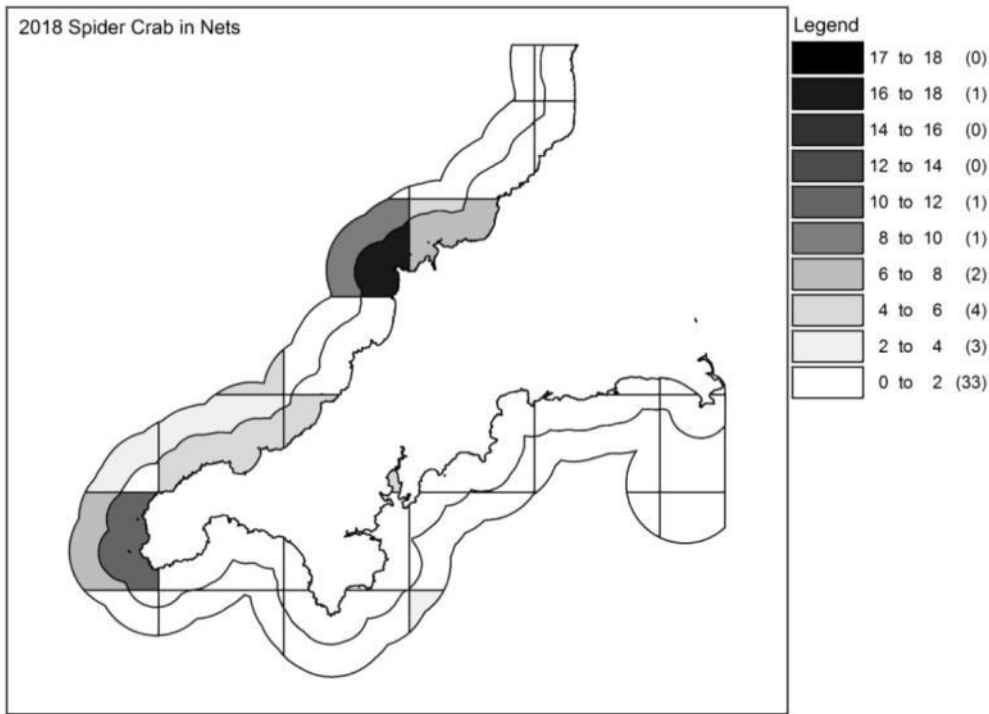 2018 Spider Crab in Nets
Legend
17 to 18 (0)
16 to 18 (1)
14 to 16 (0)
12 to 14 (0)
10 to 12 (1)
8 to 10 (1)
6 to 8 (2)
4 to 6 (4)
2 to 4 (3)
0 to 2 (33)